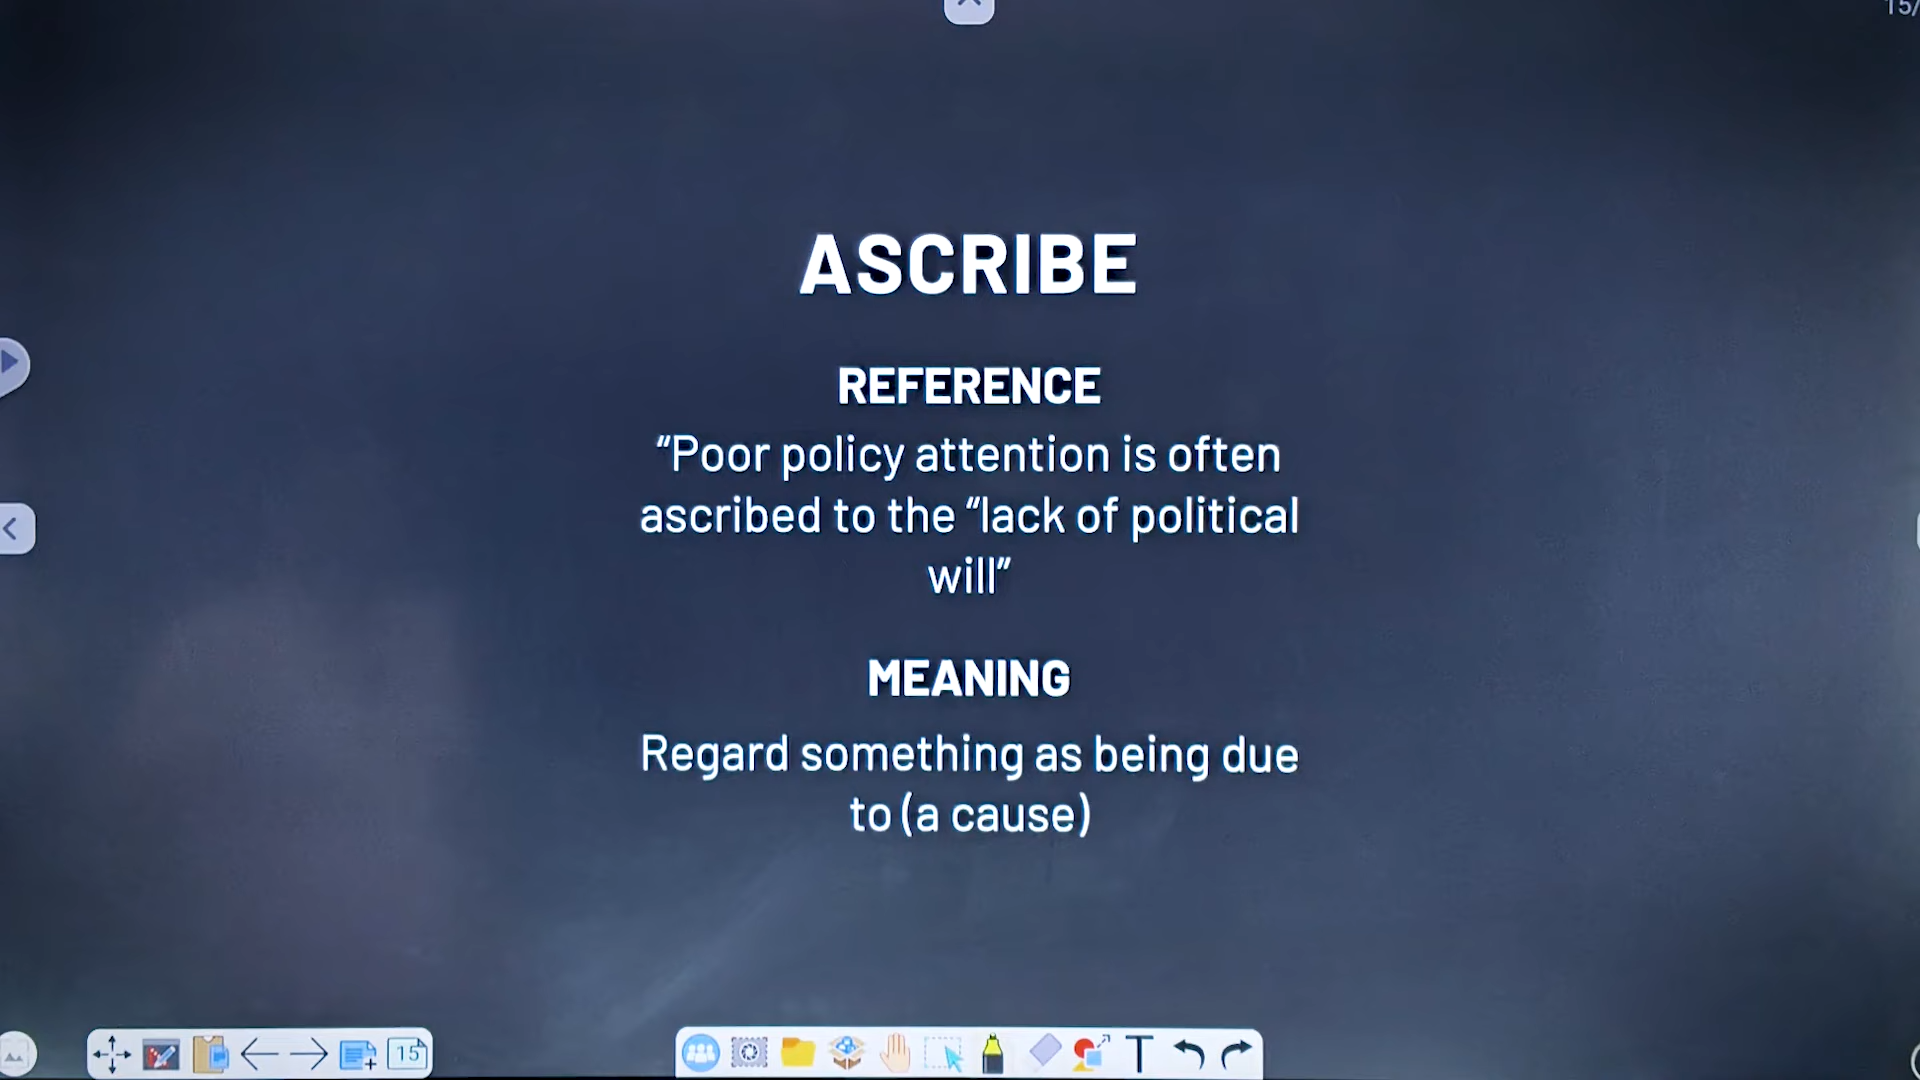 15/
ASCRIBE
REFERENCE
“Poor policy attention is often
ascribed to the “lack of political
will”
MEANING
Regard something as being due
to (a cause)
15
T